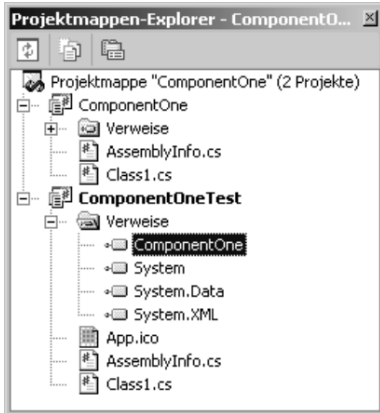 Projektmappen-Explorer - ComponentO...
Projektmappe "ComponentOne" (2 Projekte)
ComponentOne
Verweise
AssemblyInfo.cs
Class1.cs
ComponentOneTest
Verweise
ComponentOne
System
System.Data
System.XML
App.ico
AssemblyInfo.cs
Class1.cs